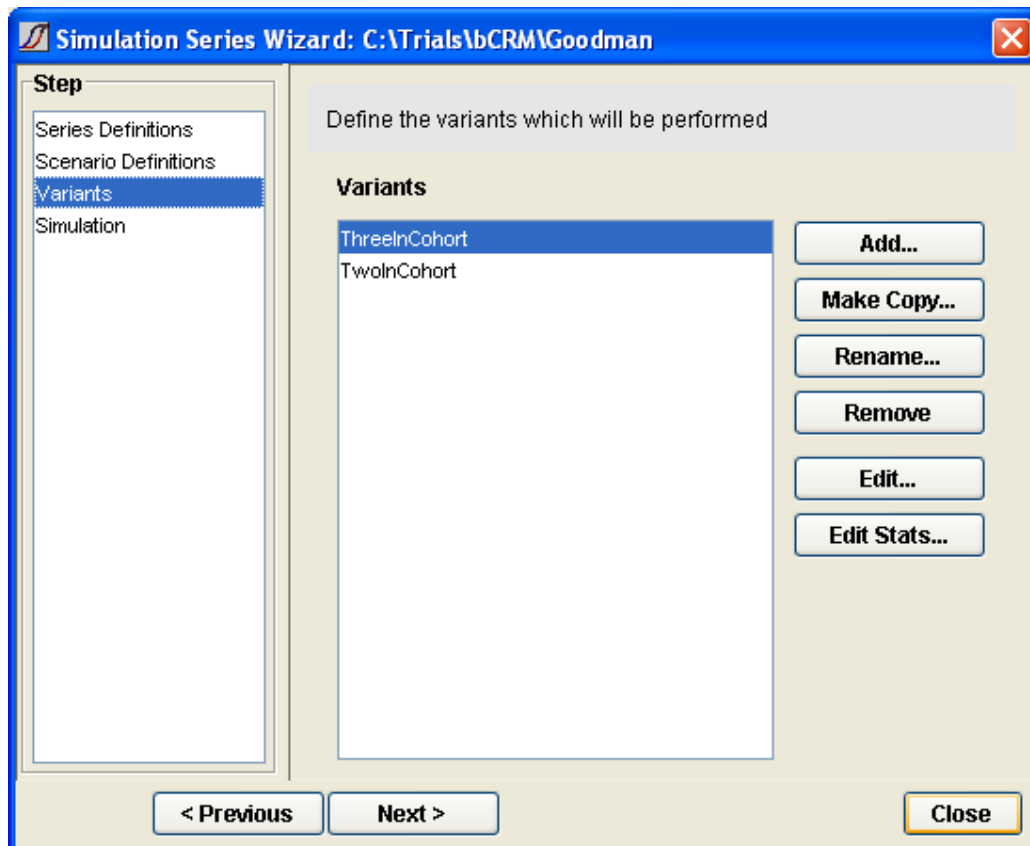 Simulation Series Wizard: C:\Trials\bCRM\Goodman
Step
Series Definitions
Scenario Definitions
Variants
Simulation
Define the variants which will be performed
Variants
ThreeInCohort
TwoInCohort
Add...
Make Copy...
Rename...
Remove
Edit...
Edit Stats...
< Previous
Next >
Close